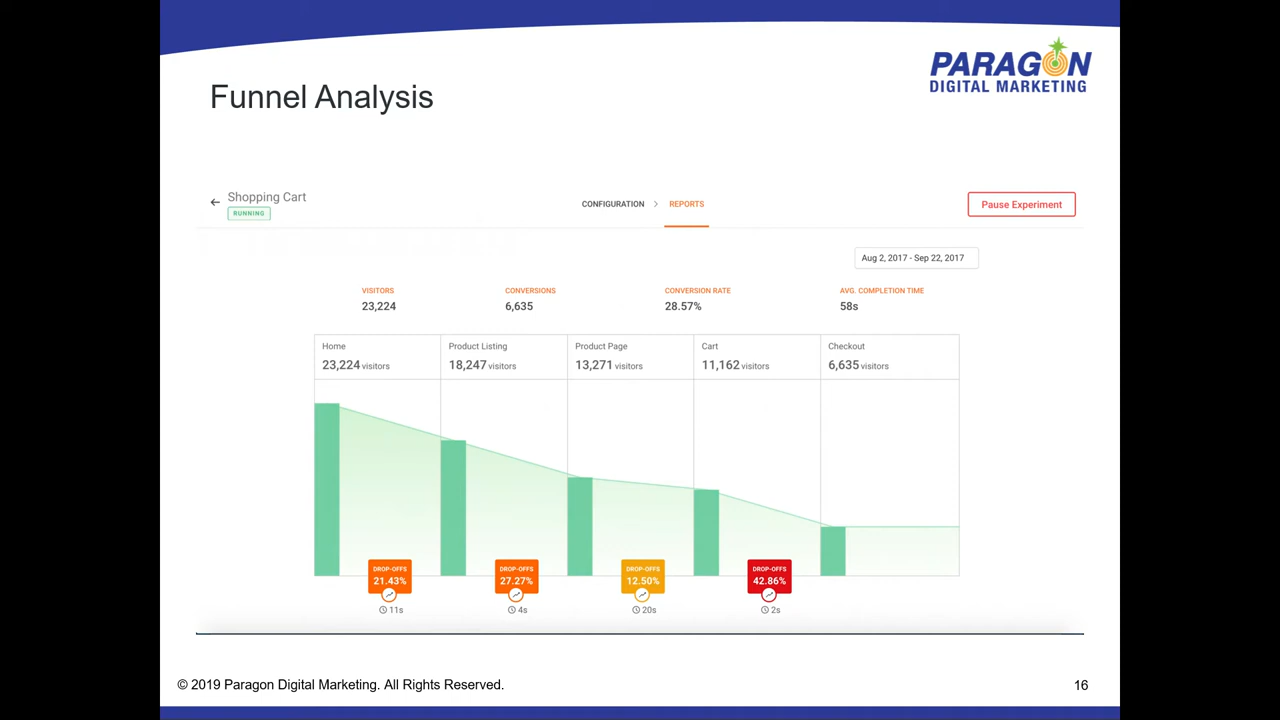 PARAGON
DIGITAL MARKETING
Funnel Analysis
Shopping Cart
RUNNING
CONFIGURATION > REPORTS
Pause Experiment
Aug 2, 2017 - Sep 22, 2017
VISITORS CONVERSIONS CONVERSION RATE AVG. COMPLETION TIME
23,224 6,635 28.57% 58s
Home Product Listing Product Page Cart Checkout
23,224 visitors 18,247 visitors 13,271 visitors 11,162 visitors 6,635 visitors
DROP-OFFS DROP-OFFS DROP-OFFS DROP-OFFS
21.43% 27.27% 12.50% 42.86%
11s 4s 20s 2s
© 2019 Paragon Digital Marketing. All Rights Reserved. 16